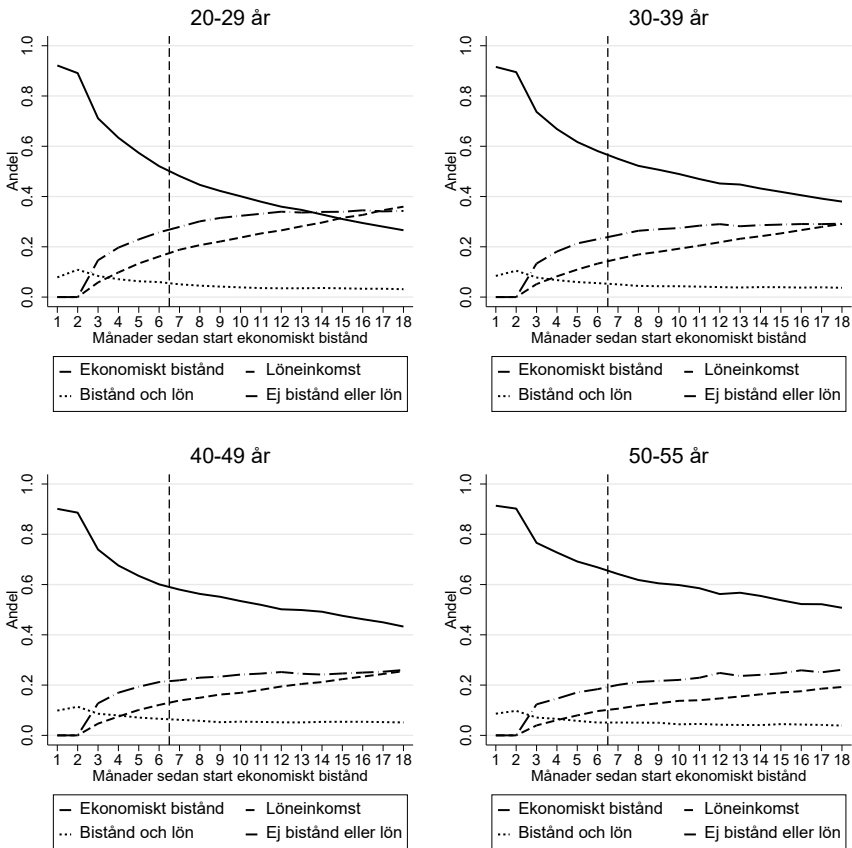 20-29 år
1.0
0.8
0.6
0.4
0.2
0.0
Andel
1 2 3 4 5 6 7 8 9 10 11 12 13 14 15 16 17 18
Månader sedan start ekonomiskt bistånd
Ekonomiskt bistånd
Löneinkomst
Bistånd och lön
Ej bistånd eller lön
30-39 år
1.0
0.8
0.6
0.4
0.2
0.0
Andel
1 2 3 4 5 6 7 8 9 10 11 12 13 14 15 16 17 18
Månader sedan start ekonomiskt bistånd
Ekonomiskt bistånd
Löneinkomst
Bistånd och lön
Ej bistånd eller lön
40-49 år
1.0
0.8
0.6
0.4
0.2
0.0
Andel
1 2 3 4 5 6 7 8 9 10 11 12 13 14 15 16 17 18
Månader sedan start ekonomiskt bistånd
Ekonomiskt bistånd
Löneinkomst
Bistånd och lön
Ej bistånd eller lön
50-55 år
1.0
0.8
0.6
0.4
0.2
0.0
Andel
1 2 3 4 5 6 7 8 9 10 11 12 13 14 15 16 17 18
Månader sedan start ekonomiskt bistånd
Ekonomiskt bistånd
Löneinkomst
Bistånd och lön
Ej bistånd eller lön